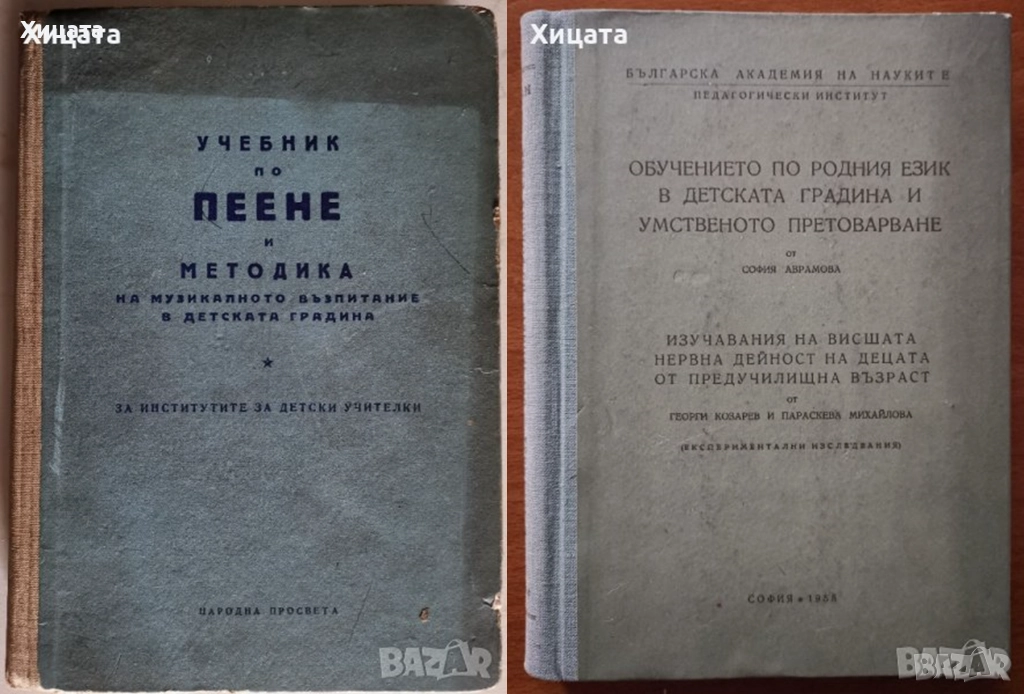 Хицата
Хицата
УЧЕБНИК
ПО
ПЕЕНЕ
И
МЕТОДИКА
НА МУЗИКАЛНОТО ВЪЗПИТАНИЕ
В ДЕТСКАТА ГРАДИНА
ЗА ИНСТИТУТИТЕ ЗА ДЕТСКИ УЧИТЕЛКИ
НАРОДНА ПРОСВЕТА
BAZAR
Хицата
БЪЛГАРСКА АКАДЕМИЯ НА НАУКИТЕ
ПЕДАГОГИЧЕСКИ ИНСТИТУТ
ОБУЧЕНИЕТО ПО РОДНИЯ ЕЗИК
В ДЕТСКАТА ГРАДИНА И
УМСТВЕНОТО ПРЕТОВАРВАНЕ
ОТ
СОФИЯ АВРАМОВА
ИЗУЧАВАНИЯ НА ВИСШАТА
НЕРВНА ДЕЙНОСТ НА ДЕЦАТА
ОТ ПРЕДУЧИЛИЩНА ВЪЗРАСТ
ОТ
ГЕОРГИ КОЗАРЕВ И ПАРАСКЕВА МИХАЙЛОВА
(ЕКСПЕРИМЕНТАЛНИ ИЗСЛЕДВАНИЯ)
СОФИЯ * 1958
BAZAR